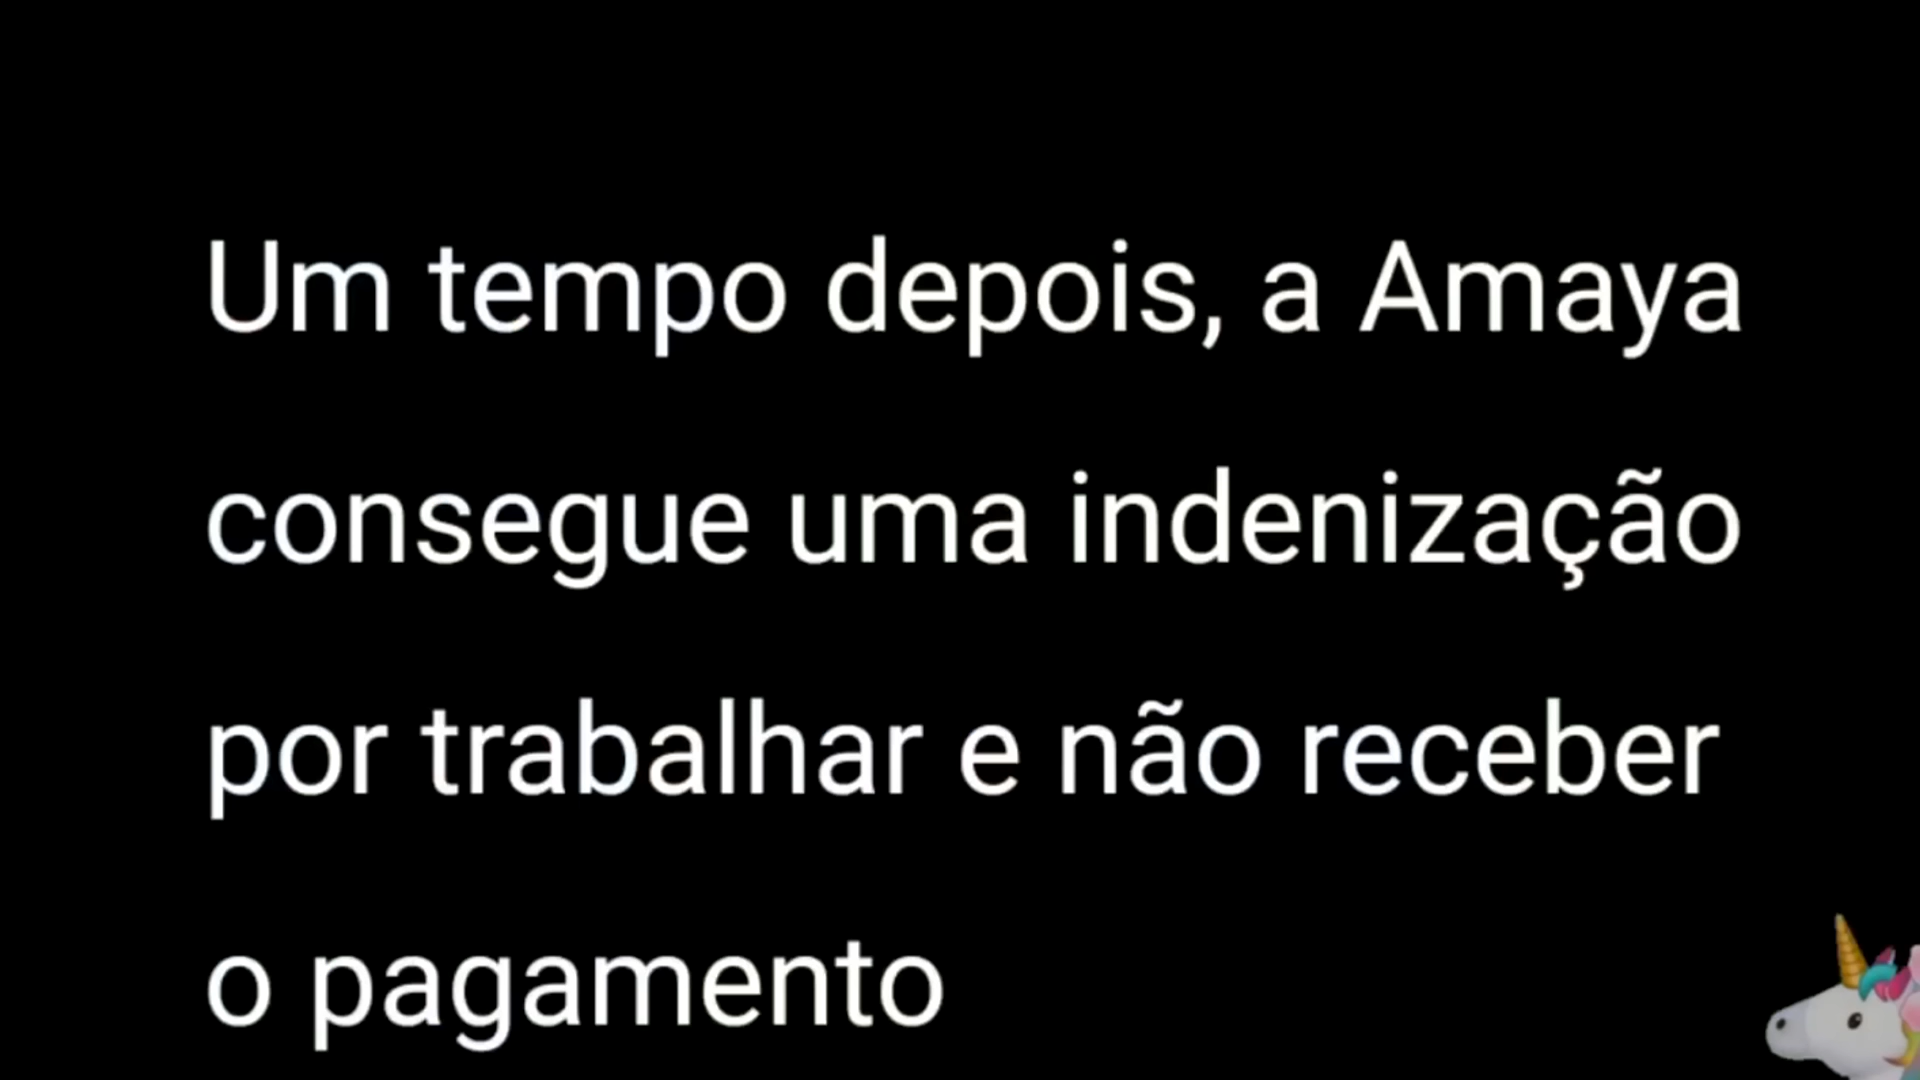 Um tempo depois, a Amaya
consegue uma indenização
por trabalhar e não receber
o pagamento